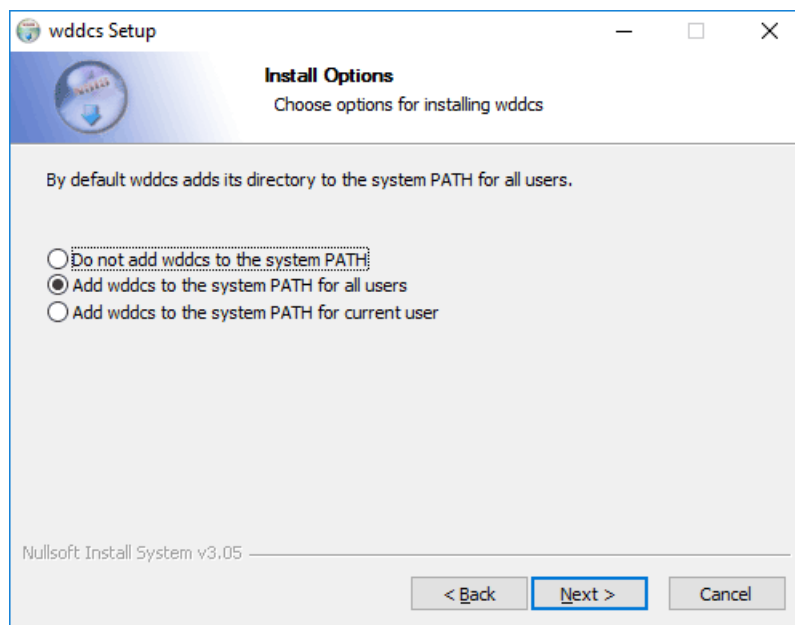 wddcs Setup
Install Options
Choose options for installing wddcs
By default wddcs adds its directory to the system PATH for all users.
Do not add wddcs to the system PATH
Add wddcs to the system PATH for all users
Add wddcs to the system PATH for current user
Nullsoft Install System v3.05
< Back Next > Cancel